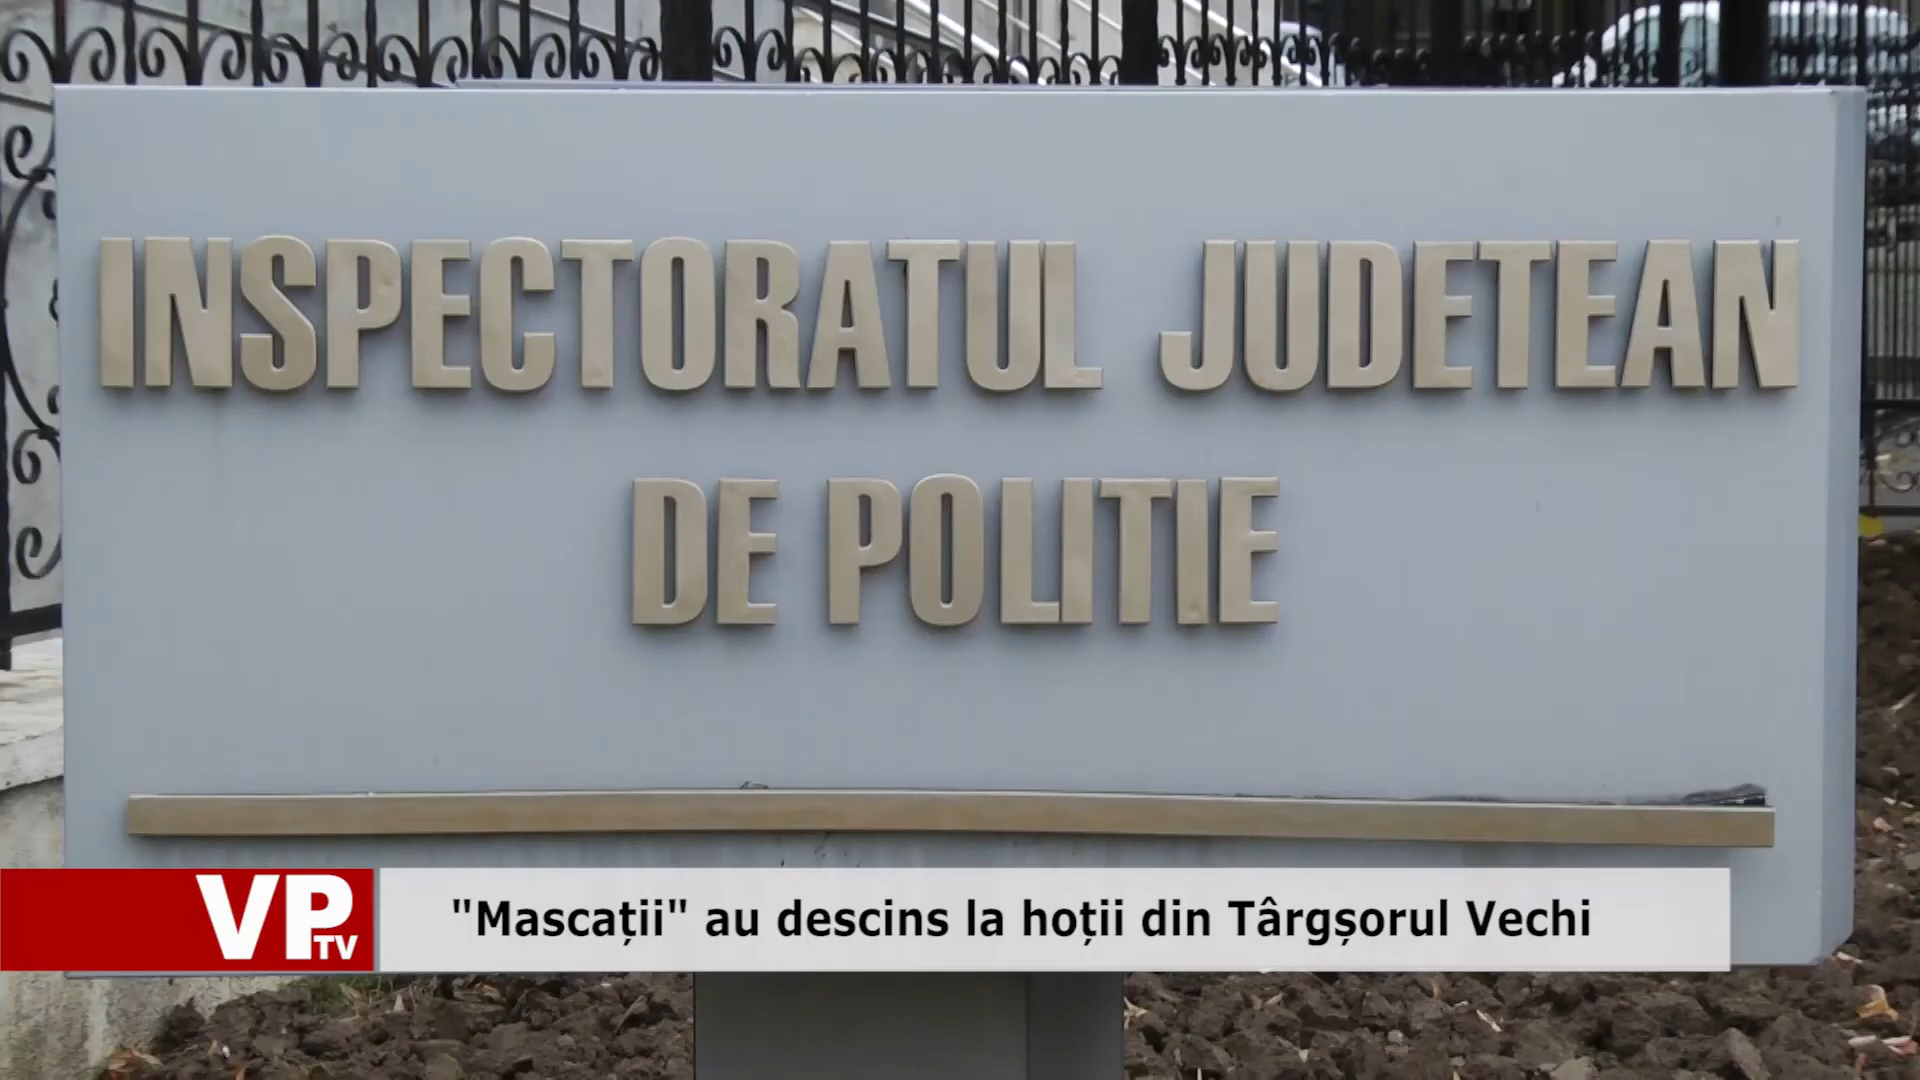 INSPECTORATUL JUDETEAN
DE POLITIE
VP TV
"Mascații" au descins la hoții din Târgșorul Vechi